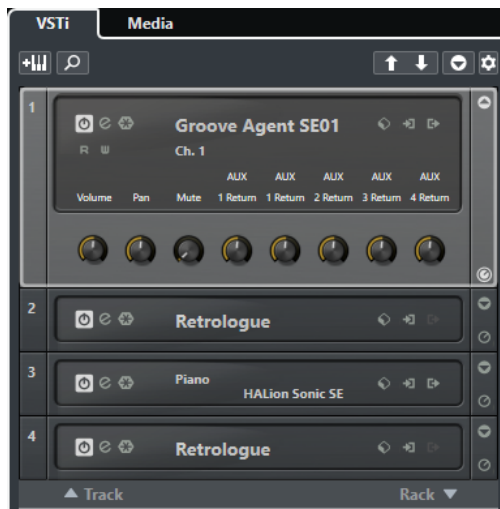 VSTi Media
1
Groove Agent SE01
R W Ch. 1
AUX AUX AUX AUX AUX
Volume Pan Mute 1 Return 1 Return 2 Return 3 Return 4 Return
2
Retrologue
3
Piano
HALion Sonic SE
4
Retrologue
Track Rack